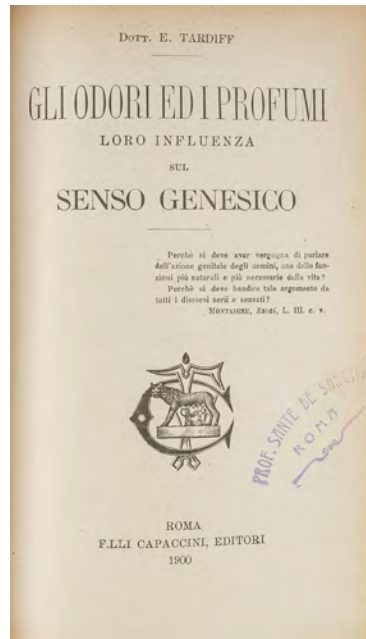 DOTT. E. TARDIFF
GLI ODORI ED I PROFUMI
LORO INFLUENZA
SUL
SENSO GENESICO
Perchè si deve aver vergogna di parlare
dell'azione genitale degli uomini, una delle fun-
zioni più naturali e più necessarie della vita?
Perchè si deve bandire tale argomento da
tutti i discorsi serii e sensati?
MONTAIGNE, Essai, L. III. c. v.
PROF. SANTE DE
ROMA
ROMA
F.LLI CAPACCINI, EDITORI
1900